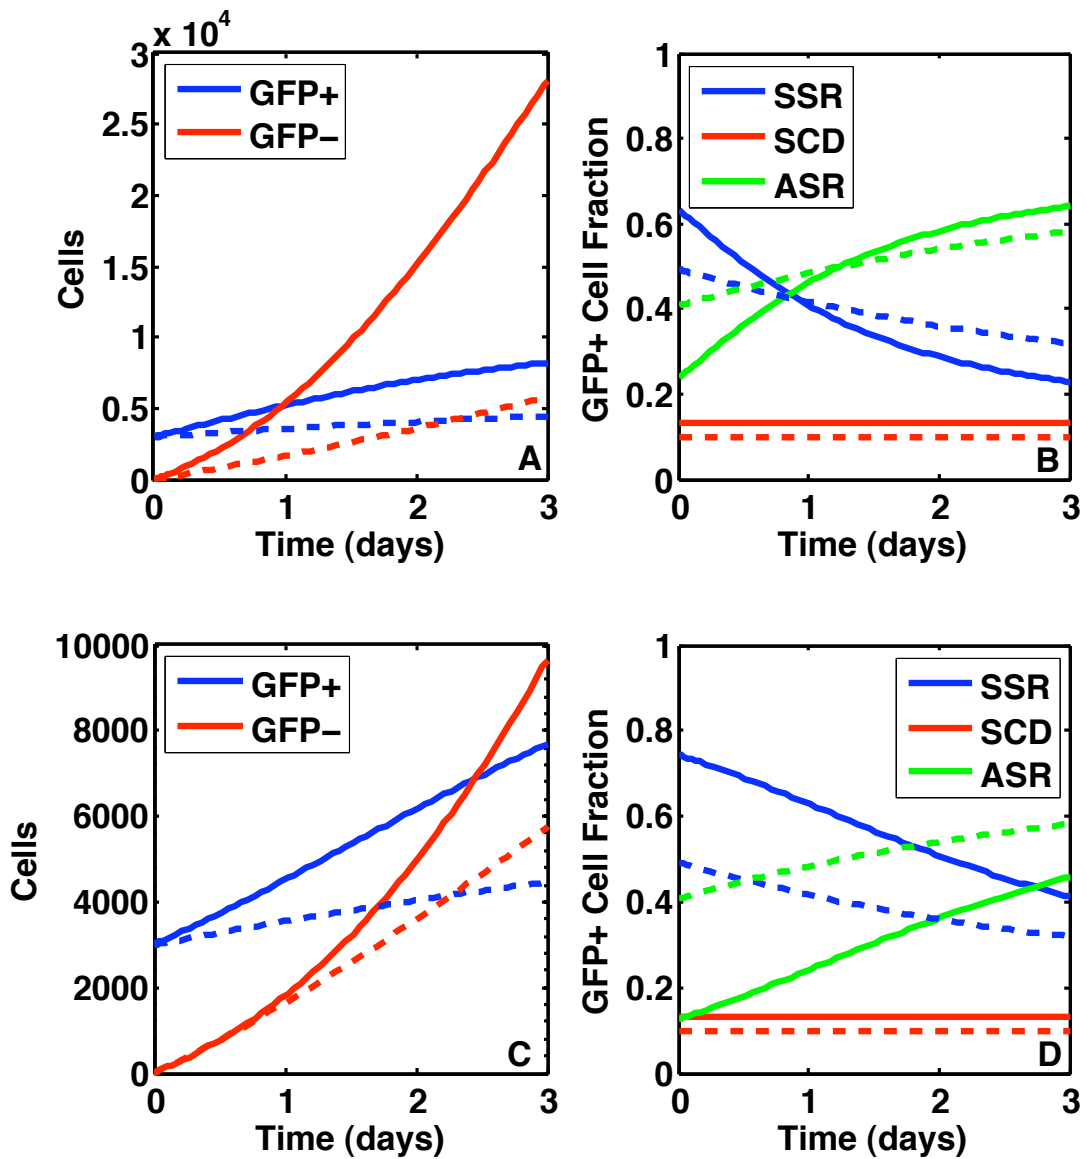 x 10^4
3
2.5
2
1.5
1
0.5
0
Cells
GFP+
GFP−
A
0 1 2 3
Time (days)
1
0.8
0.6
0.4
0.2
0
GFP+ Cell Fraction
SSR
SCD
ASR
B
0 1 2 3
Time (days)
10000
8000
6000
4000
2000
0
Cells
GFP+
GFP−
C
0 1 2 3
Time (days)
1
0.8
0.6
0.4
0.2
0
GFP+ Cell Fraction
SSR
SCD
ASR
D
0 1 2 3
Time (days)